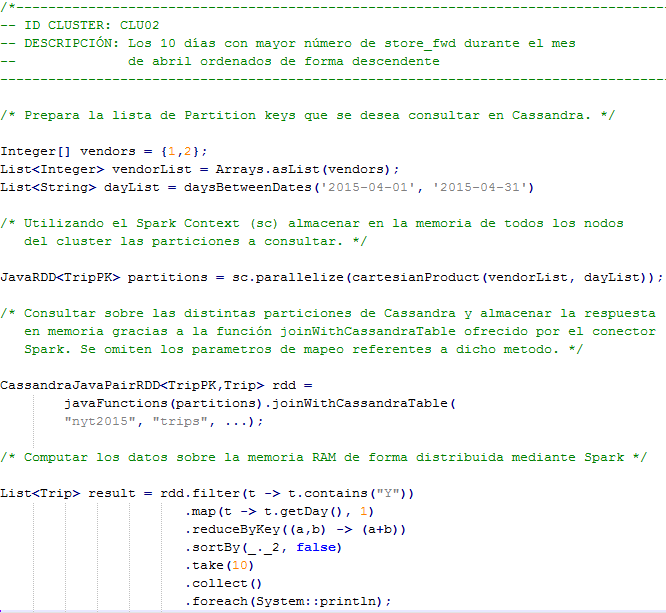 /*---------------------------------------------------------------------------------
-- ID CLUSTER: CLU02
-- DESCRIPCIÓN: Los 10 días con mayor número de store_fwd durante el mes
--              de abril ordenados de forma descendente
-----------------------------------------------------------------------------------
/* Prepara la lista de Partition keys que se desea consultar en Cassandra. */
Integer[] vendors = {1,2};
List<Integer> vendorList = Arrays.asList(vendors);
List<String> dayList = daysBetweenDates('2015-04-01', '2015-04-31')
/* Utilizando el Spark Context (sc) almacenar en la memoria de todos los nodos
   del cluster las particiones a consultar. */
JavaRDD<TripPK> partitions = sc.parallelize(cartesianProduct(vendorList, dayList));
/* Consultar sobre las distintas particiones de Cassandra y almacenar la respuesta
   en memoria gracias a la función joinWithCassandraTable ofrecido por el conector
   Spark. Se omiten los parametros de mapeo referentes a dicho metodo. */
CassandraJavaPairRDD<TripPK,Trip> rdd =
        javaFunctions(partitions).joinWithCassandraTable(
        "nyt2015", "trips", ...);
/* Computar los datos sobre la memoria RAM de forma distribuida mediante Spark */
List<Trip> result = rdd.filter(t -> t.contains("Y"))
                       .map(t -> t.getDay(), 1)
                       .reduceByKey((a,b) -> (a+b))
                       .sortBy(_._2, false)
                       .take(10)
                       .collect()
                       .foreach(System::println);